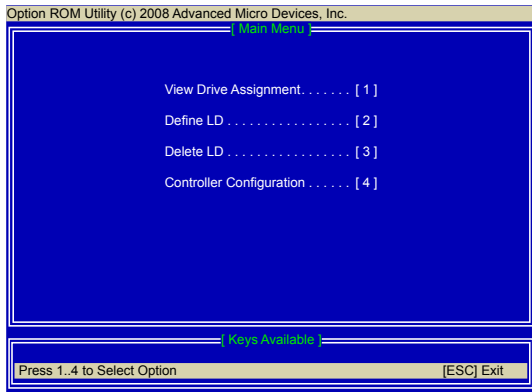 Option ROM Utility (c) 2008 Advanced Micro Devices, Inc.
[ Main Menu ]
View Drive Assignment. . . . . . . [ 1 ]
Define LD . . . . . . . . . . . . . . . . . [ 2 ]
Delete LD . . . . . . . . . . . . . . . . . [ 3 ]
Controller Configuration . . . . . . [ 4 ]
[ Keys Available ]
Press 1..4 to Select Option [ESC] Exit